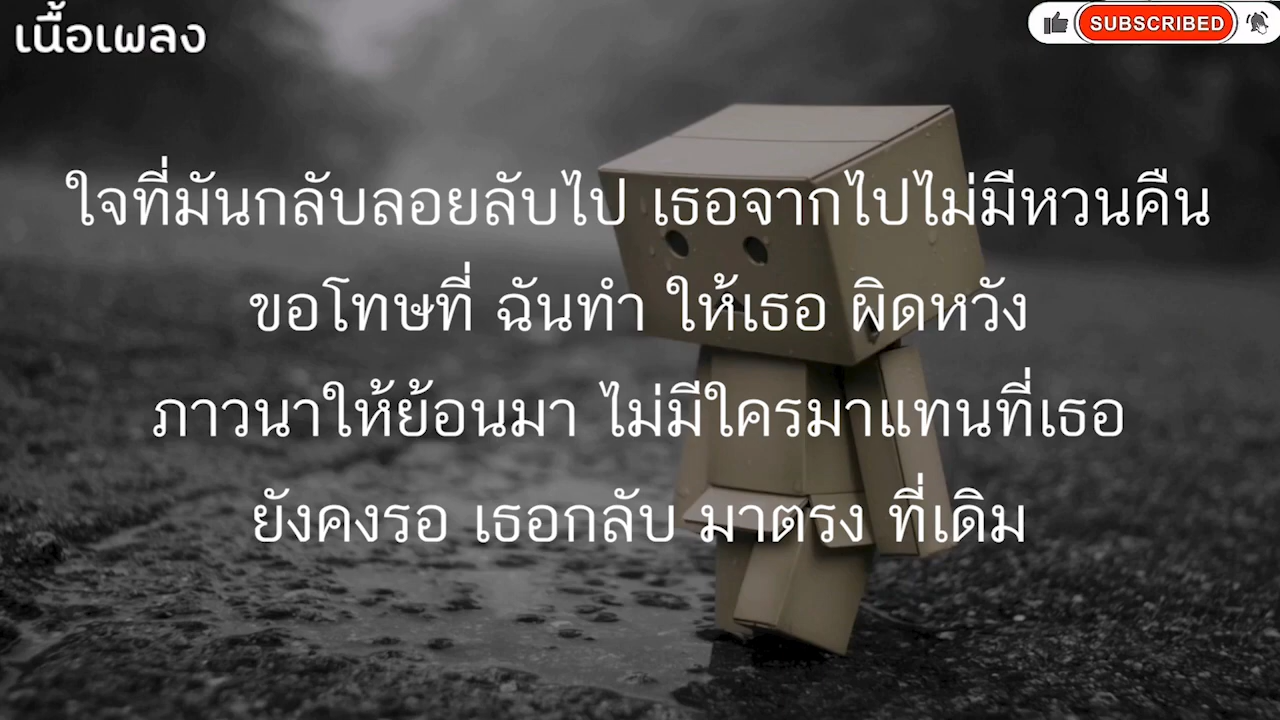 เนื้อเพลง
SUBSCRIBED
ใจที่มันกลับลอยลับไป เธอจากไปไม่มีหวนคืน
ขอโทษที่ ฉันทำ ให้เธอ ผิดหวัง
ภาวนาให้ย้อนมา ไม่มีใครมาแทนที่เธอ
ยังคงรอ เธอกลับ มาตรง ที่เดิม